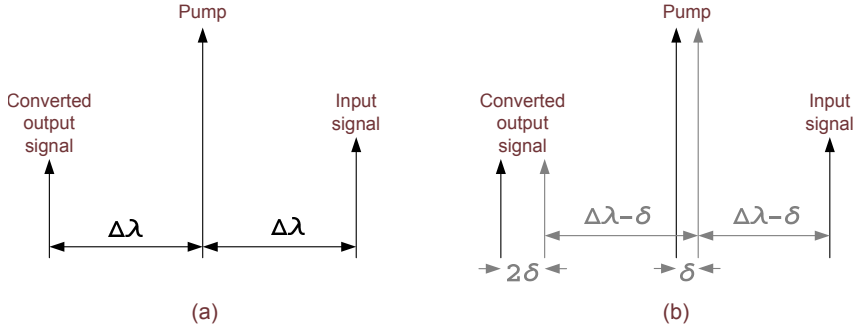 Pump
Converted
output
signal
Input
signal
Δλ
Δλ
(a)
Pump
Converted
output
signal
Input
signal
Δλ-δ
Δλ-δ
2δ
δ
(b)